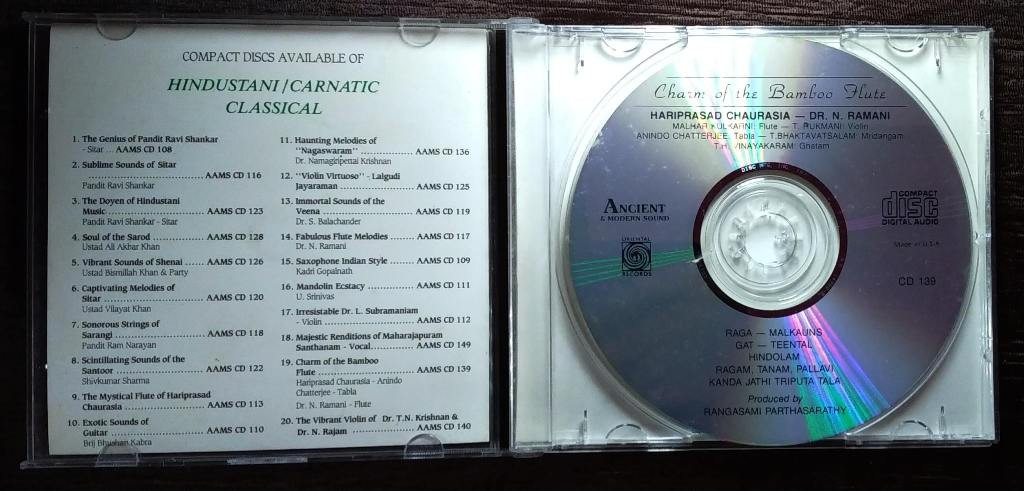 COMPACT DISCS AVAILABLE OF
HINDUSTANI/CARNATIC
CLASSICAL
1. The Genius of Pandit Ravi Shankar
- Sitar ... AAMS CD 108
2. Sublime Sounds of Sitar
.......................... AAMS CD 116
Pandit Ravi Shankar
3. The Doyen of Hindustani
Music .......................... AAMS CD 123
Pandit Ravi Shankar - Sitar
4. Soul of the Sarod .......... AAMS CD 128
Ustad Ali Akbar Khan
5. Vibrant Sounds of Shenai ...... AAMS CD 126
Ustad Bismillah Khan & Party
6. Captivating Melodies of
Sitar .......................... AAMS CD 120
Ustad Vilayat Khan
7. Sonorous Strings of
Sarangi .......................... AAMS CD 118
Pandit Ram Narayan
8. Scintillating Sounds of the
Santoor .......................... AAMS CD 122
Shivkumar Sharma
9. The Mystical Flute of Hariprasad
Chaurasia .................... AAMS CD 113
10. Exotic Sounds of
Guitar .......................... AAMS CD 110
Brij Bhushan Kabra
11. Haunting Melodies of
"Nagaswaram" .................. AAMS CD 136
Dr. Namagiripettai Krishnan
12. "Violin Virtuoso" - Lalgudi
Jayaraman .................... AAMS CD 125
13. Immortal Sounds of the
Veena .......................... AAMS CD 119
Dr. S. Balachander
14. Fabulous Flute Melodies ...... AAMS CD 117
Dr. N. Ramani
15. Saxophone Indian Style ....... AAMS CD 109
Kadri Gopalnath
16. Mandolin Ecstacy ............. AAMS CD 111
U. Srinivas
17. Irresistable Dr. L. Subramaniam
- Violin .......................... AAMS CD 112
18. Majestic Renditions of Maharajapuram
Santhanam - Vocal............ AAMS CD 149
19. Charm of the Bamboo
Flute .......................... AAMS CD 139
Hariprasad Chaurasia - Anindo
Chatterjee - Tabla
Dr. N. Ramani - Flute
20. The Vibrant Violin of Dr. T.N. Krishnan &
Dr. N. Rajam .................. AAMS CD 140
Charm of the Bamboo Flute
HARIPRASAD CHAURASIA — DR. N. RAMANI
MALHAR KULKARNI: Flute — T. RUKMANI: Violin
ANINDO CHATTERJEE: Tabla — T. BHAKTAVATSALAM: Mridangam
T.H. VINAYAKARAM: Ghatam
DISC MFG., INC.
ANCIENT
& MODERN SOUND
ORIENTAL
RECORDS
COMPACT
disc
DIGITAL AUDIO
Made in U.S.A.
CD 139
RAGA — MALKAUNS
GAT — TEENTAL
HINDOLAM
RAGAM, TANAM, PALLAVI
KANDA JATHI TRIPUTA TALA
Produced by
RANGASAMI PARTHASARATHY